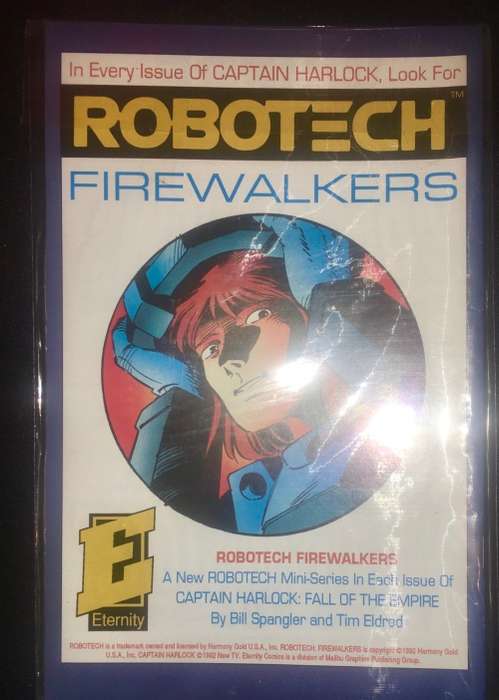 In Every Issue Of CAPTAIN HARLOCK, Look For
ROBOTECH TM
FIREWALKERS
E
Eternity
ROBOTECH FIREWALKERS
A New ROBOTECH Mini-Series In Each Issue Of
CAPTAIN HARLOCK: FALL OF THE EMPIRE
By Bill Spangler and Tim Eldred
ROBOTECH is a trademark owned and licensed by Harmony Gold U.S.A., Inc. ROBOTECH: FIREWALKERS is copyright © 1992 Harmony Gold
U.S.A., Inc. CAPTAIN HARLOCK © 1992 New TV. Eternity Comics is a division of Malibu Graphics Publishing Group.